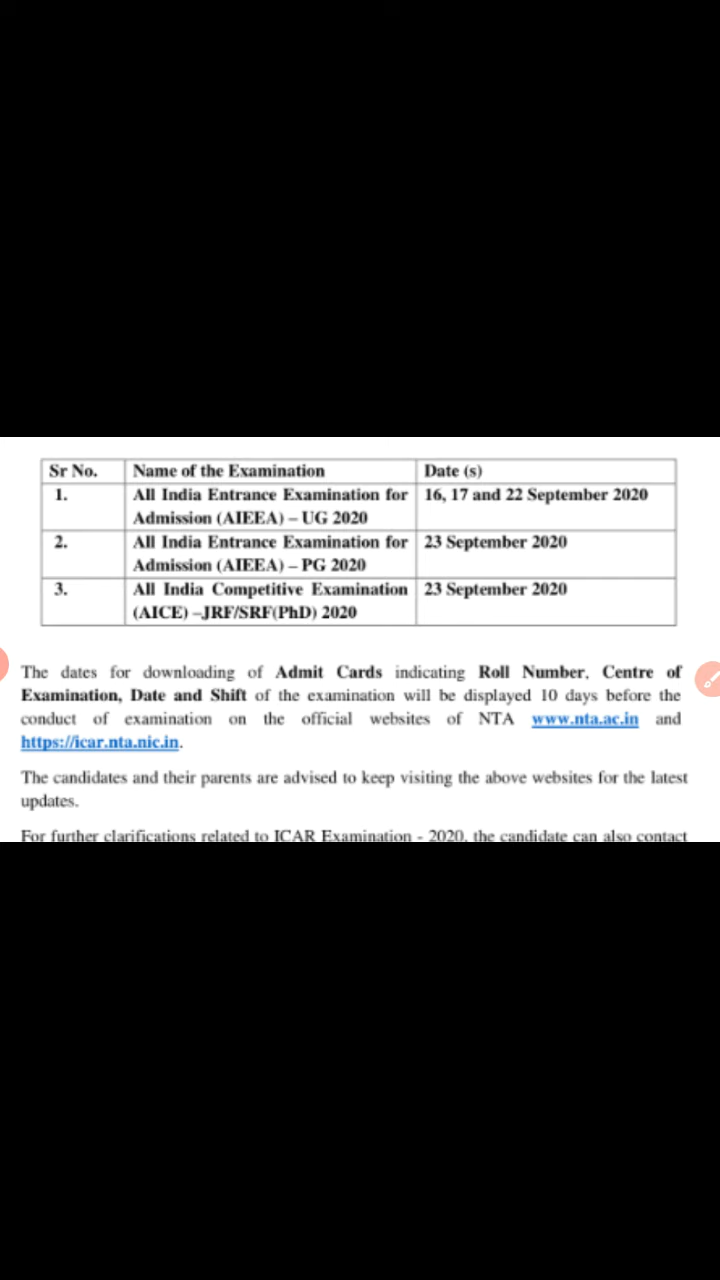 Sr No. Name of the Examination Date (s)
1. All India Entrance Examination for 16, 17 and 22 September 2020
Admission (AIEEA) – UG 2020
2. All India Entrance Examination for 23 September 2020
Admission (AIEEA) – PG 2020
3. All India Competitive Examination 23 September 2020
(AICE) –JRF/SRF(PhD) 2020
The dates for downloading of Admit Cards indicating Roll Number, Centre of
Examination, Date and Shift of the examination will be displayed 10 days before the
conduct of examination on the official websites of NTA www.nta.ac.in and
https://icar.nta.nic.in.
The candidates and their parents are advised to keep visiting the above websites for the latest
updates.
For further clarifications related to ICAR Examination - 2020, the candidate can also contact